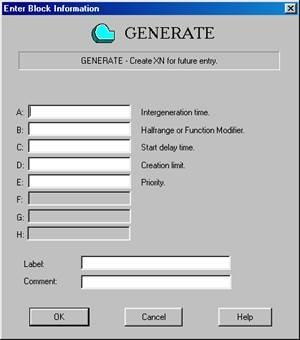 Enter Block Information
GENERATE
GENERATE - Create XN for future entry.
A: Intergeneration time.
B: Halfrange or Function Modifier.
C: Start delay time.
D: Creation limit.
E: Priority.
F:
G:
H:
Label:
Comment:
OK Cancel Help